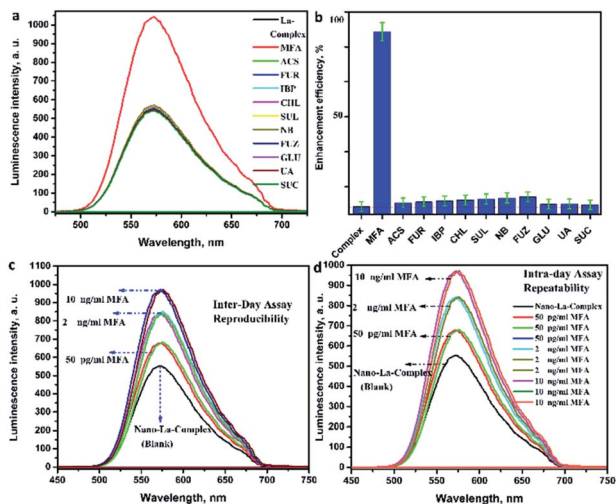 a
Luminescence intensity, a. u.
1000
900
800
700
600
500
400
300
200
100
0
500
550
600
650
700
Wavelength, nm
La-
Complex
MFA
ACS
FUR
IBP
CHL
SUL
NB
FUZ
GLU
UA
SUC
b
Enhancement efficiency, %
100
50
0
Complex
MFA
ACS
FUR
IBP
CHL
SUL
NB
FUZ
GLU
UA
SUC
c
Luminescence intensity, a. u.
1100
1000
900
800
700
600
500
400
300
200
100
0
450
500
550
600
650
700
750
Wavelength, nm
10 ng/ml MFA
2 ng/ml MFA
50 pg/ml MFA
Inter-Day Assay
Reproducibility
Nano-La-Complex
(Blank)
d
Luminescence intensity, a. u.
1000
900
800
700
600
500
400
300
200
100
0
450
500
550
600
650
700
750
Wavelength, nm
10 ng/ml MFA
2 ng/ml MFA
50 pg/ml MFA
Nano-La-Complex
(Blank)
Intra-day Assay
Repeatability
Nano-La-Complex
50 pg/ml MFA
50 pg/ml MFA
50 pg/ml MFA
2 ng/ml MFA
2 ng/ml MFA
2 ng/ml MFA
10 ng/ml MFA
10 ng/ml MFA
10 ng/ml MFA